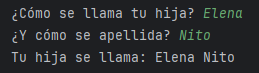 ¿Cómo se llama tu hija? Elena
¿Y cómo se apellida? Nito
Tu hija se llama: Elena Nito